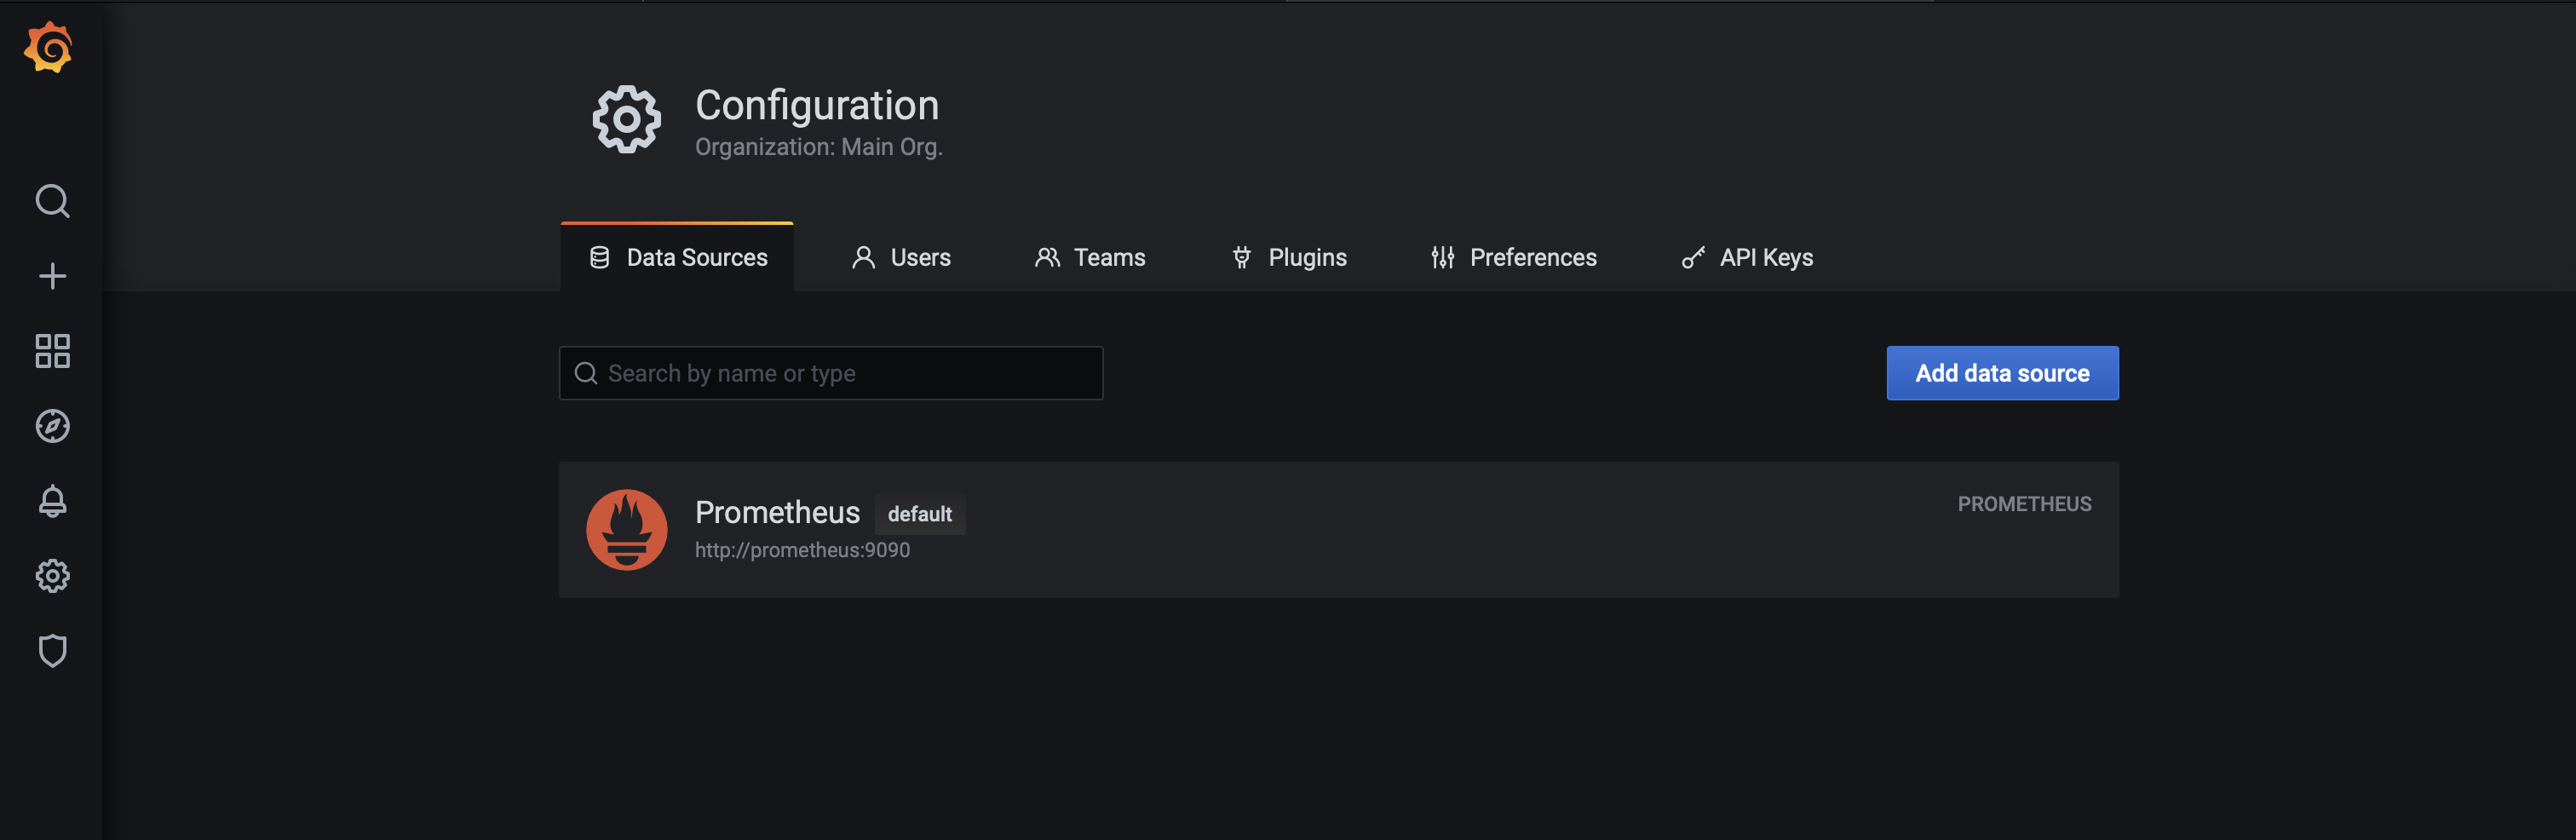 Configuration
Organization: Main Org.
Data Sources
Users
Teams
Plugins
Preferences
API Keys
Search by name or type
Add data source
Prometheus default
PROMETHEUS
http://prometheus:9090